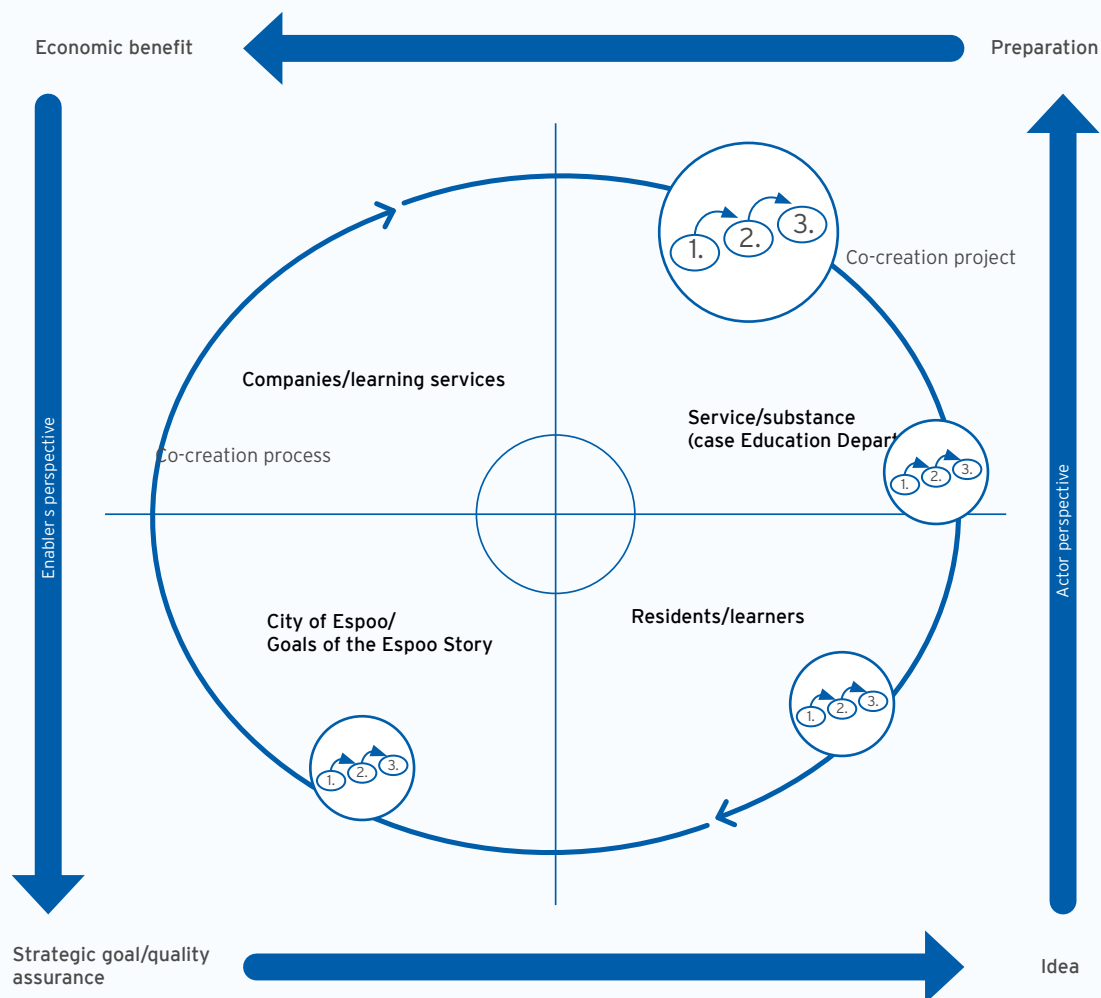 Economic benefit
Preparation
1.
2.
3.
Co-creation project
Companies/learning services
Service/substance
(case Education Depart
Co-creation process
1.
2.
3.
Enabler s perspective
Actor perspective
City of Espoo/
Goals of the Espoo Story
Residents/learners
1.
2.
3.
1.
2.
3.
Strategic goal/quality
assurance
Idea